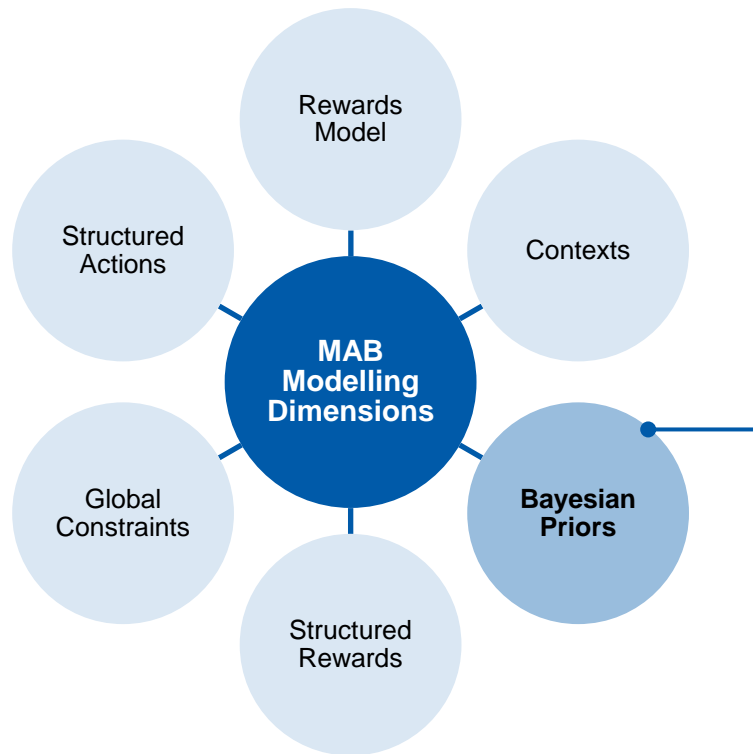 Rewards
Model
Structured
Actions
Contexts
MAB
Modelling
Dimensions
Global
Constraints
Bayesian
Priors
Structured
Rewards